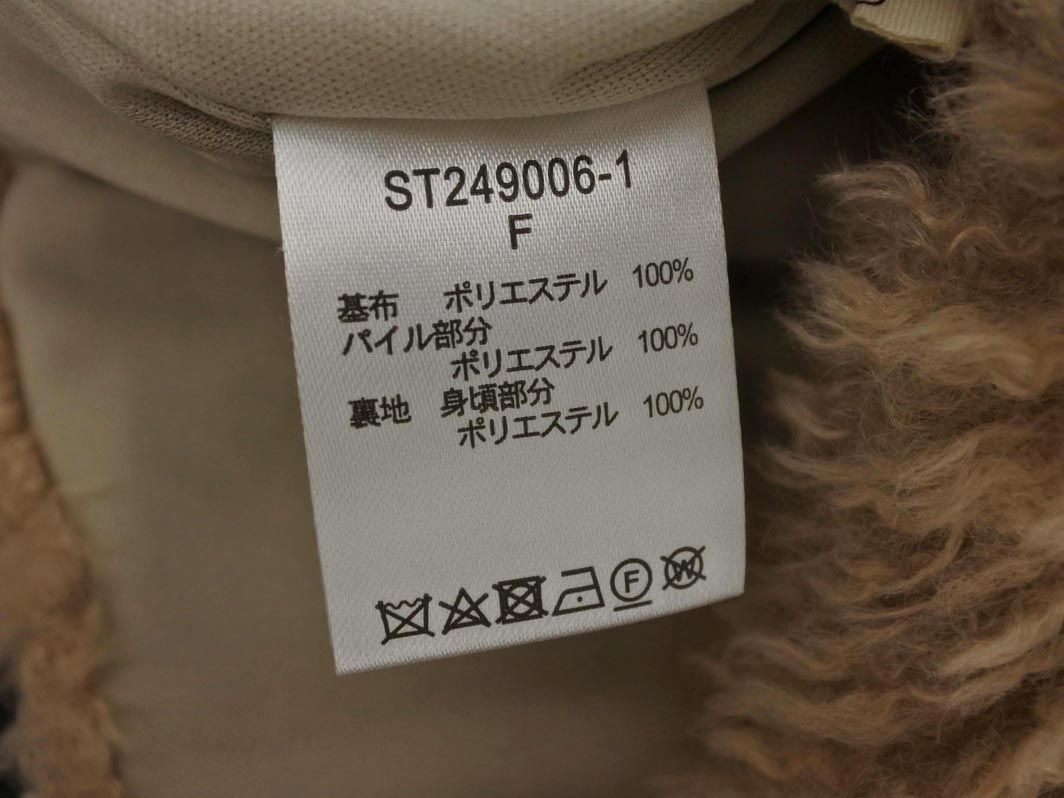 ST249006-1
F
基布 ポリエステル 100%
パイル部分
ポリエステル 100%
裏地 身頃部分
ポリエステル 100%
F
W